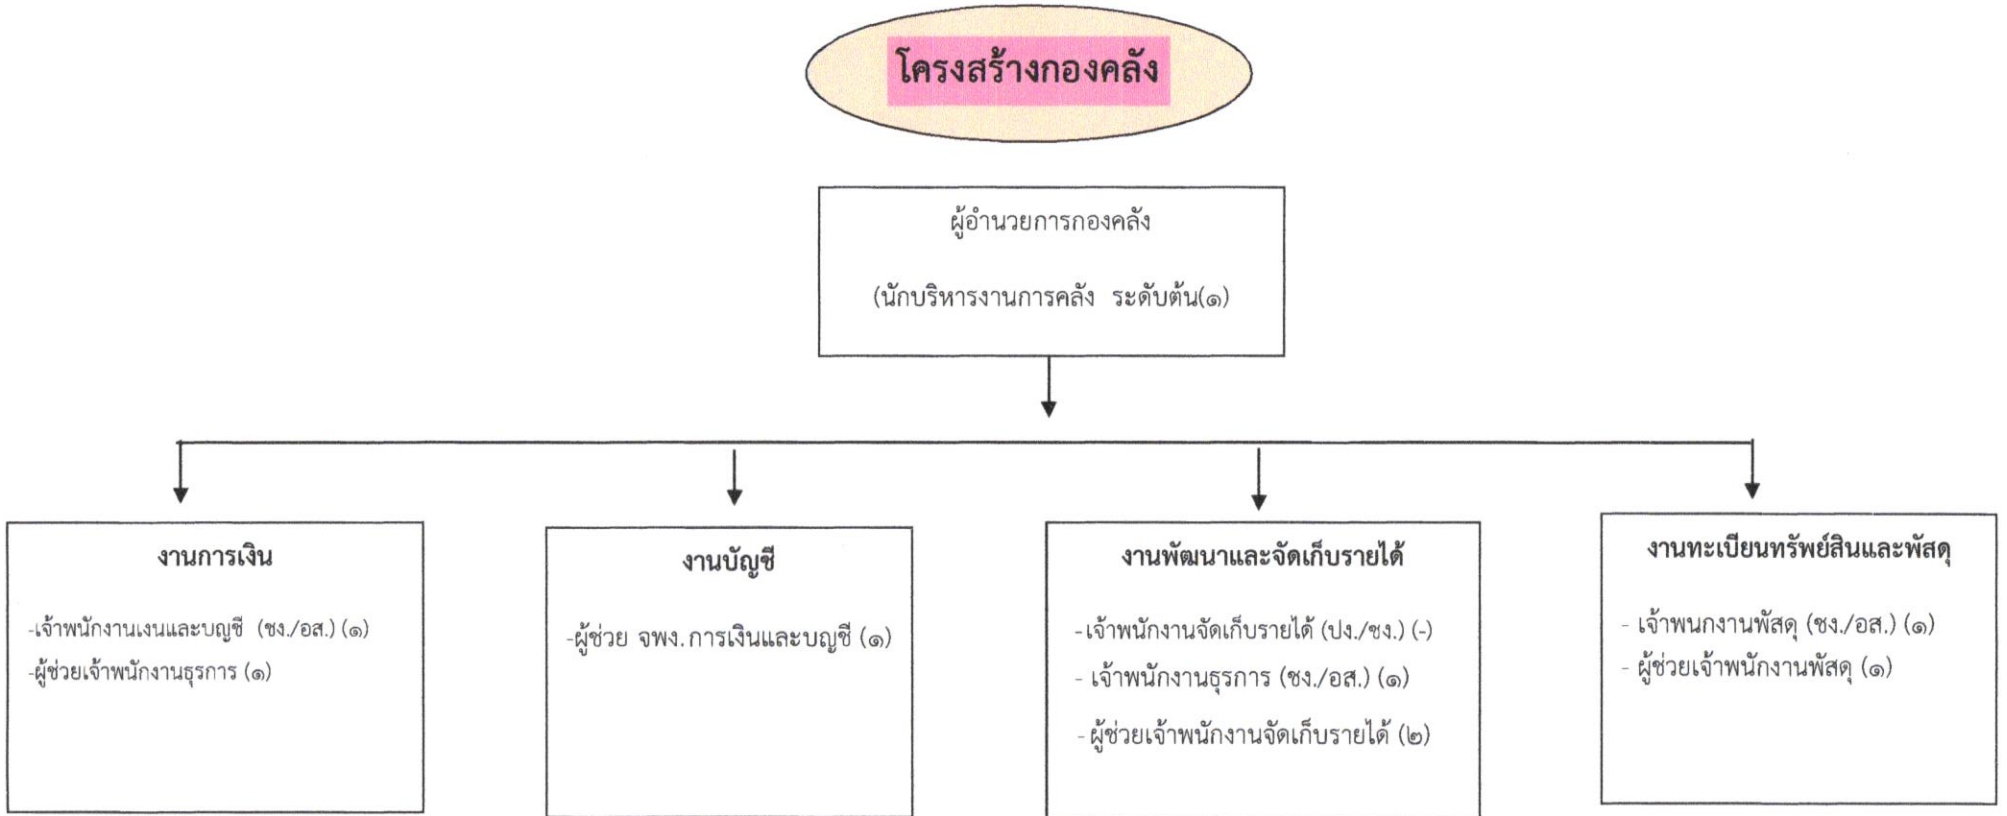 โครงสร้างกองคลัง
ผู้อำนวยการกองคลัง
(นักบริหารงานการคลัง ระดับต้น(๑)
งานการเงิน
-เจ้าพนักงานเงนและบญชี (ชง./อส.) (๑)
-ผู้ช่วยเจ้าพนักงานธุรการ (๑)
งานบัญชี
-ผู้ช่วย จพง.การเงินและบญชี (๑)
งานพัฒนาและจัดเก็บรายได้
-เจ้าพนักงานจัดเก็บรายได้ (ปง./ชง.) (-)
- เจ้าพนักงานธุรการ (ชง./อส.) (๑)
-ผู้ช่วยเจ้าพนักงานจัดเก็บรายได้ (๒)
งานทะเบียนทรัพย์สินและพัสดุ
- เจ้าพนกงานพัสดุ (ชง./อส.) (๑)
- ผู้ช่วยเจ้าพนักงานพัสดุ (๑)